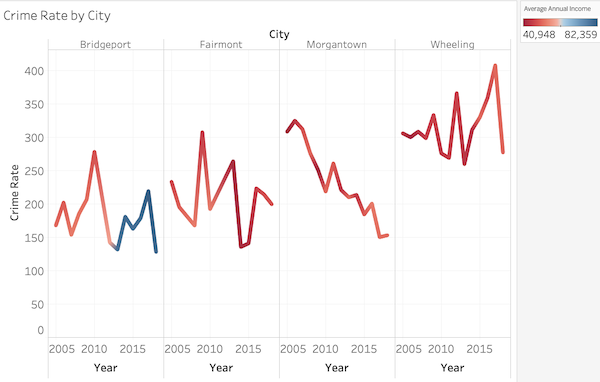 Crime Rate by City
City
Bridgeport Fairmont Morgantown Wheeling
Crime Rate
400
350
300
250
200
150
100
50
0
2005 2010 2015 2005 2010 2015 2005 2010 2015 2005 2010 2015
Year Year Year Year
Average Annual Income
40,948 82,359